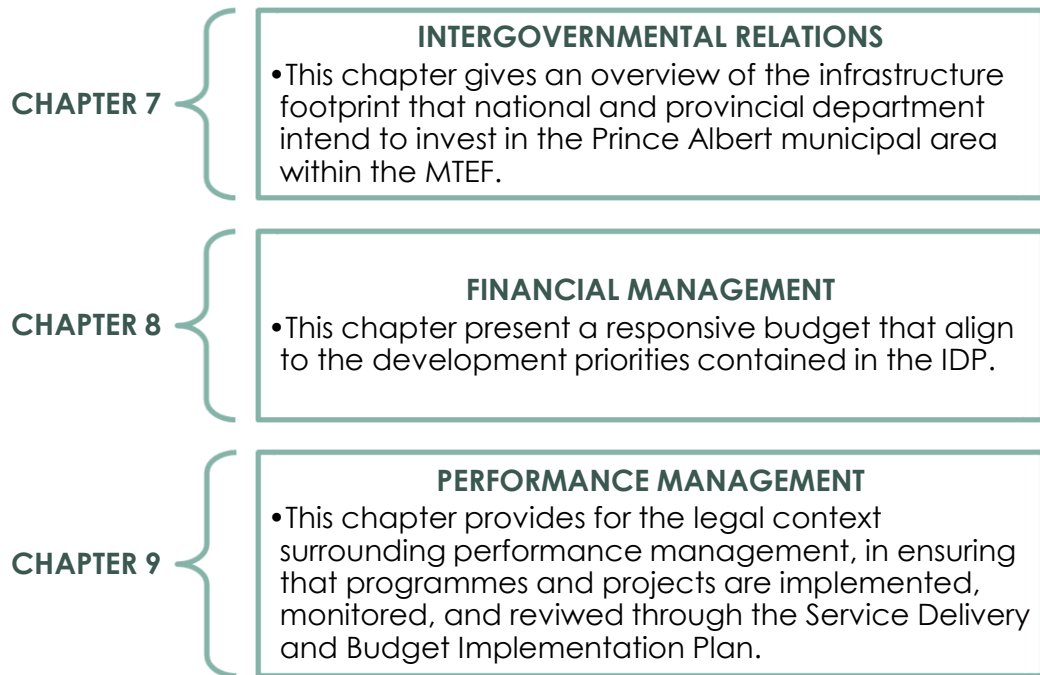 CHAPTER 7
INTERGOVERNMENTAL RELATIONS
•This chapter gives an overview of the infrastructure
footprint that national and provincial department
intend to invest in the Prince Albert municipal area
within the MTEF.
CHAPTER 8
FINANCIAL MANAGEMENT
•This chapter present a responsive budget that align
to the development priorities contained in the IDP.
CHAPTER 9
PERFORMANCE MANAGEMENT
•This chapter provides for the legal context
surrounding performance management, in ensuring
that programmes and projects are implemented,
monitored, and reviwed through the Service Delivery
and Budget Implementation Plan.